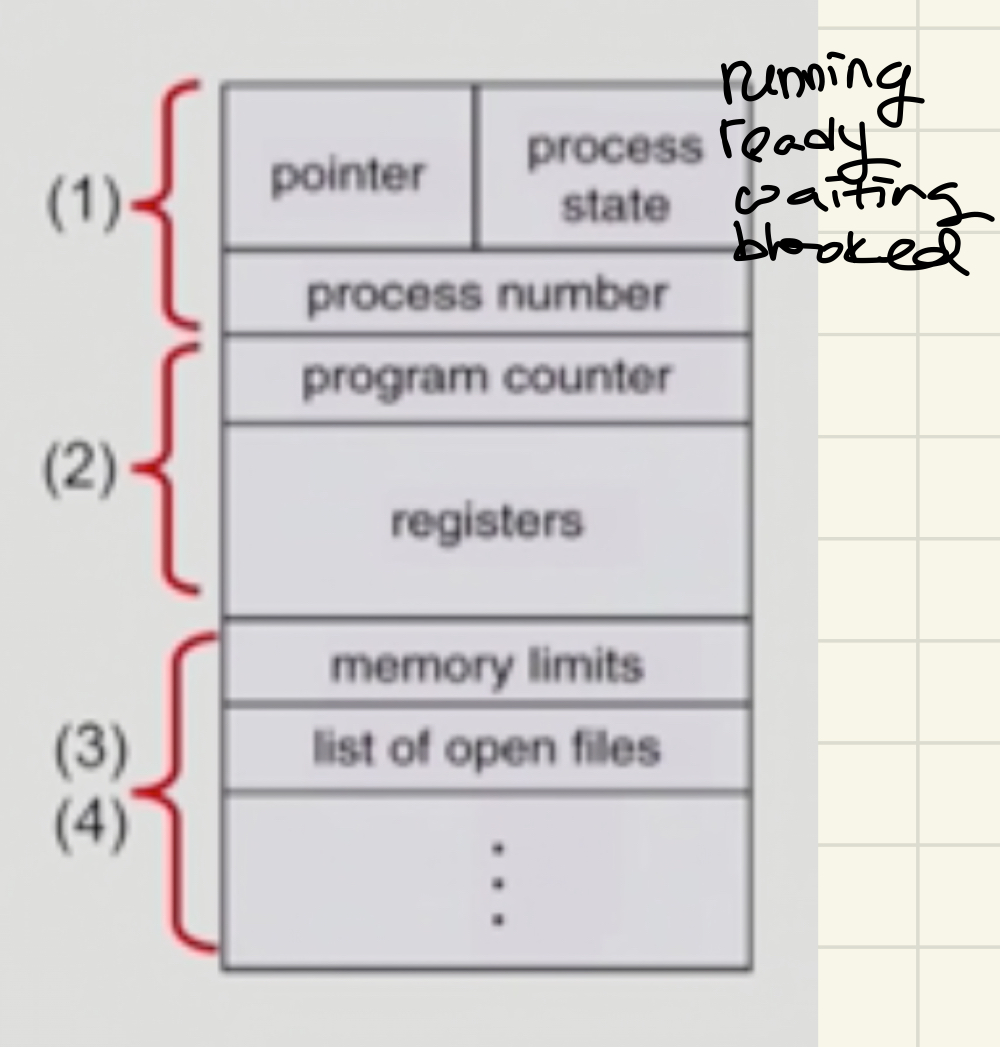 running
ready
waiting
blooked
(1)
pointer
process
state
process number
(2)
program counter
registers
(3)
(4)
memory limits
list of open files